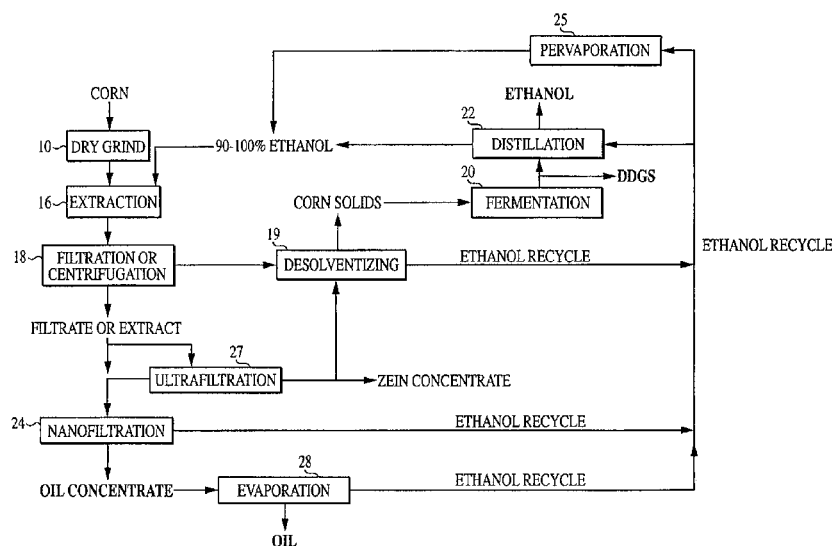 25
PERVAPORATION
CORN
ETHANOL
22
10
DRY GRIND
90-100% ETHANOL
DISTILLATION
20
DDGS
16
EXTRACTION
CORN SOLIDS
FERMENTATION
19
18
FILTRATION OR
CENTRIFUGATION
DESOLVENTIZING
ETHANOL RECYCLE
ETHANOL RECYCLE
FILTRATE OR EXTRACT
27
ULTRAFILTRATION
ZEIN CONCENTRATE
24
NANOFILTRATION
ETHANOL RECYCLE
28
OIL CONCENTRATE
EVAPORATION
ETHANOL RECYCLE
OIL